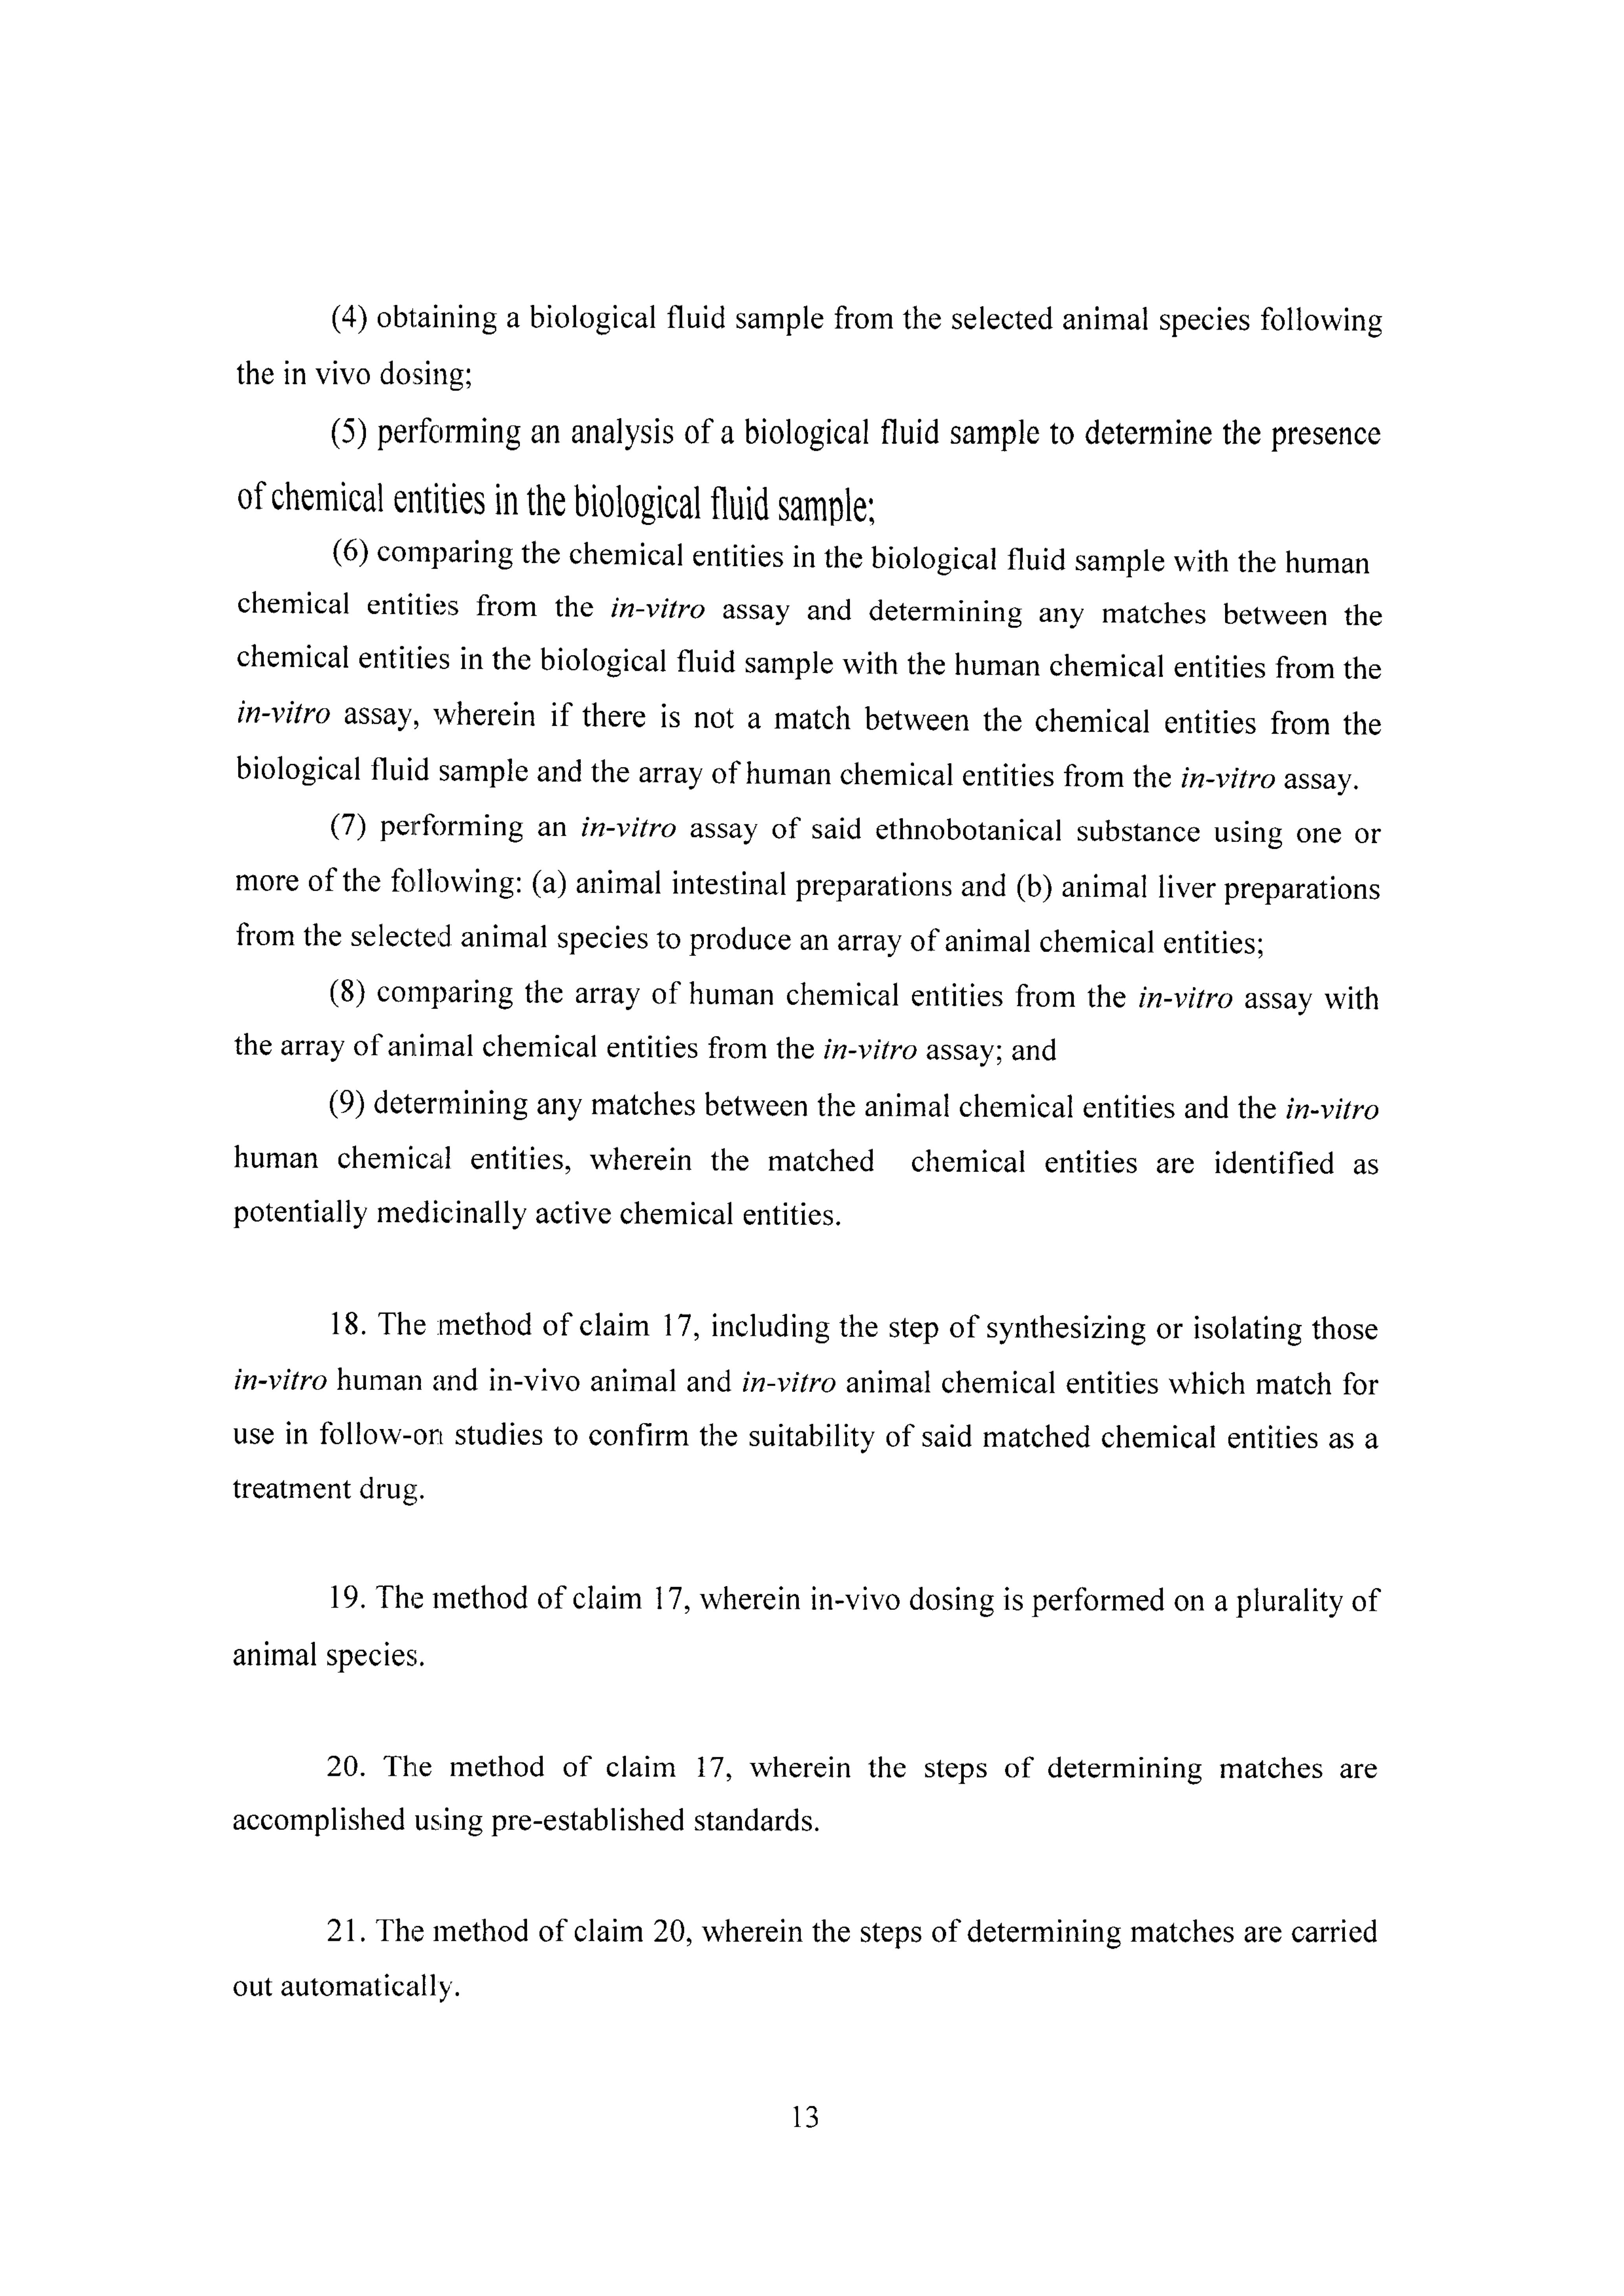 (4) obtaining a biological fluid sample from the selected animal species following
the in vivo dosing;
(5) performing an analysis of a biological fluid sample to determine the presence
of chemical entities in the biological fluid sample;
(6) comparing the chemical entities in the biological fluid sample with the human
chemical entities from the in-vitro assay and determining any matches between the
chemical entities in the biological fluid sample with the human chemical entities from the
in-vitro assay, wherein if there is not a match between the chemical entities from the
biological fluid sample and the array of human chemical entities from the in-vitro assay.
(7) performing an in-vitro assay of said ethnobotanical substance using one or
more of the following: (a) animal intestinal preparations and (b) animal liver preparations
from the selected animal species to produce an array of animal chemical entities;
(8) comparing the array of human chemical entities from the in-vitro assay with
the array of animal chemical entities from the in-vitro assay; and
(9) determining any matches between the animal chemical entities and the in-vitro
human chemical entities, wherein the matched chemical entities are identified as
potentially medicinally active chemical entities.
18. The method of claim 17, including the step of synthesizing or isolating those
in-vitro human and in-vivo animal and in-vitro animal chemical entities which match for
use in follow-on studies to confirm the suitability of said matched chemical entities as a
treatment drug.
19. The method of claim 17, wherein in-vivo dosing is performed on a plurality of
animal species.
20. The method of claim 17, wherein the steps of determining matches are
accomplished using pre-established standards.
21. The method of claim 20, wherein the steps of determining matches are carried
out automatically.
13